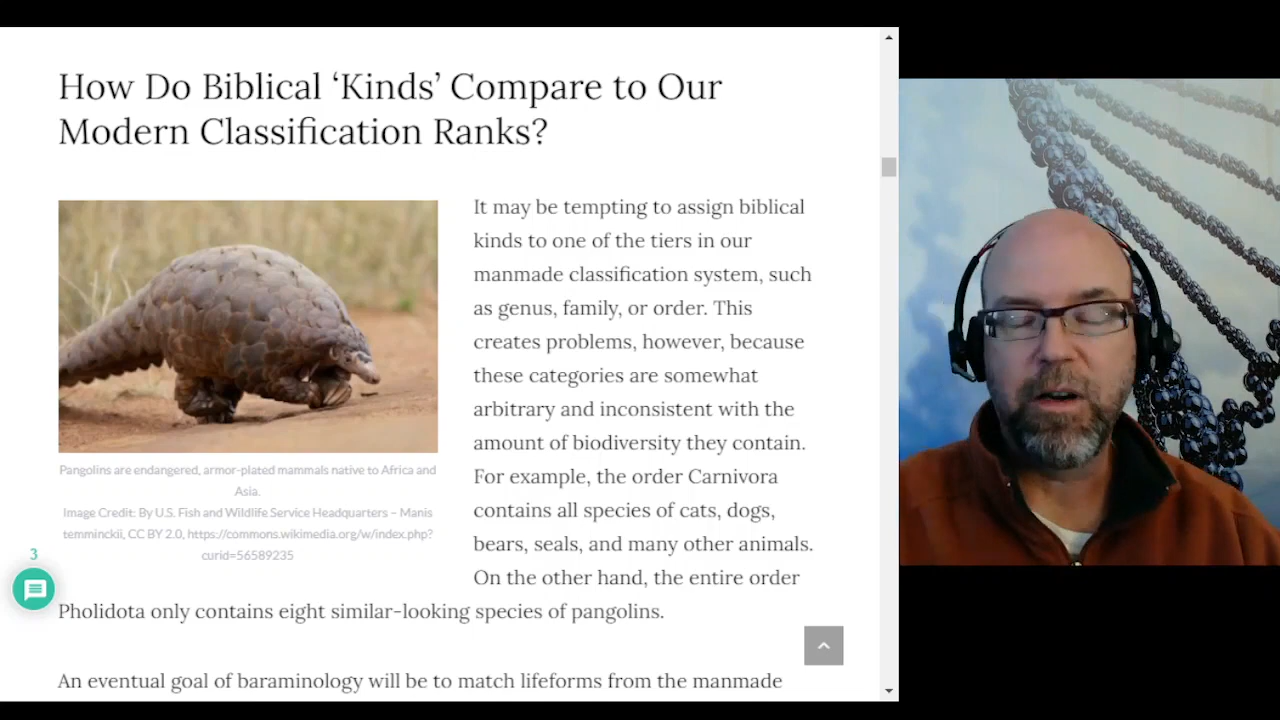 How Do Biblical ‘Kinds’ Compare to Our
Modern Classification Ranks?
It may be tempting to assign biblical
kinds to one of the tiers in our
manmade classification system, such
as genus, family, or order. This
creates problems, however, because
these categories are somewhat
arbitrary and inconsistent with the
amount of biodiversity they contain.
For example, the order Carnivora
contains all species of cats, dogs,
bears, seals, and many other animals.
On the other hand, the entire order
Pholidota only contains eight similar-looking species of pangolins.
Pangolins are endangered, armor-plated mammals native to Africa and
Asia.
Image Credit: By U.S. Fish and Wildlife Service Headquarters – Manis
temminckii, CC BY 2.0, https://commons.wikimedia.org/w/index.php?
curid=56589235
3
An eventual goal of baraminology will be to match lifeforms from the manmade